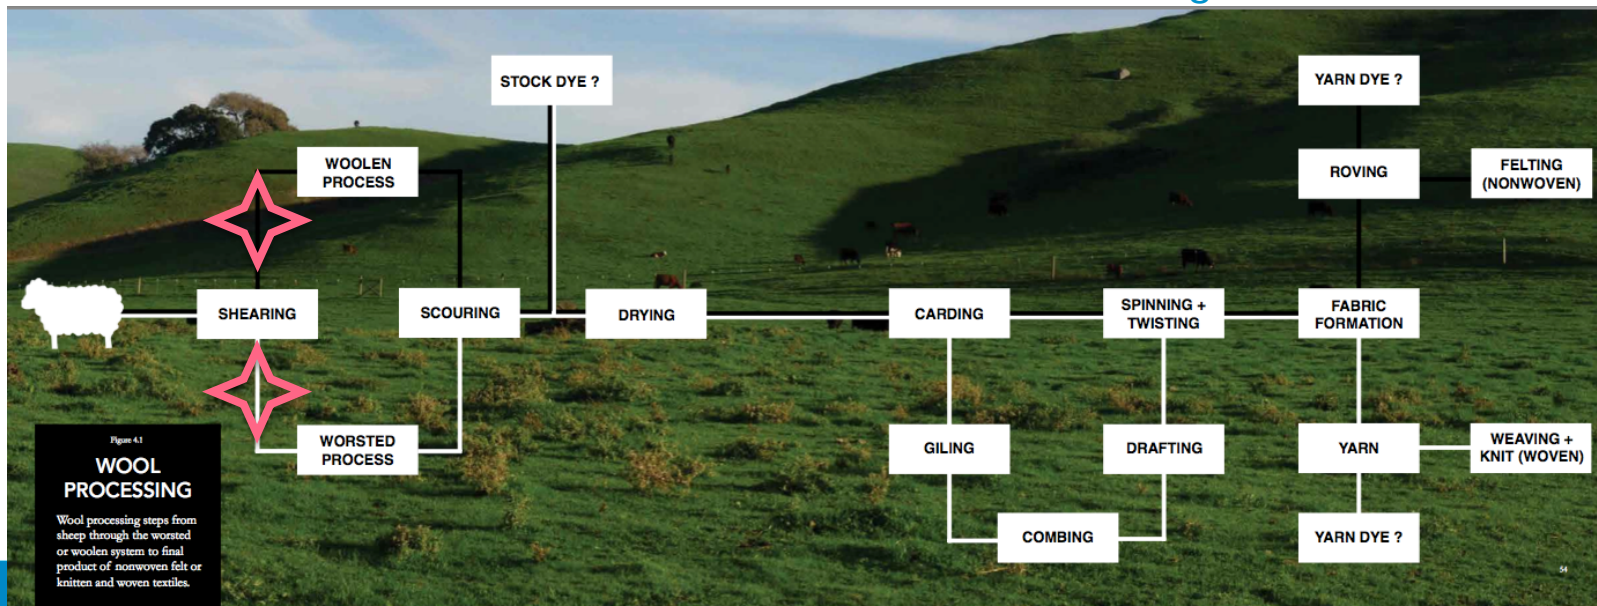 STOCK DYE ?
YARN DYE ?
WOOLEN
PROCESS
ROVING
FELTING
(NONWOVEN)
SHEARING
SCOURING
DRYING
CARDING
SPINNING +
TWISTING
FABRIC
FORMATION
WORSTED
PROCESS
GILING
DRAFTING
YARN
WEAVING +
KNIT (WOVEN)
COMBING
YARN DYE ?
Figure 4.1
WOOL
PROCESSING
Wool processing steps from
sheep through the worsted
or woolen system to final
product of nonwoven felt or
knitten and woven textiles.
54